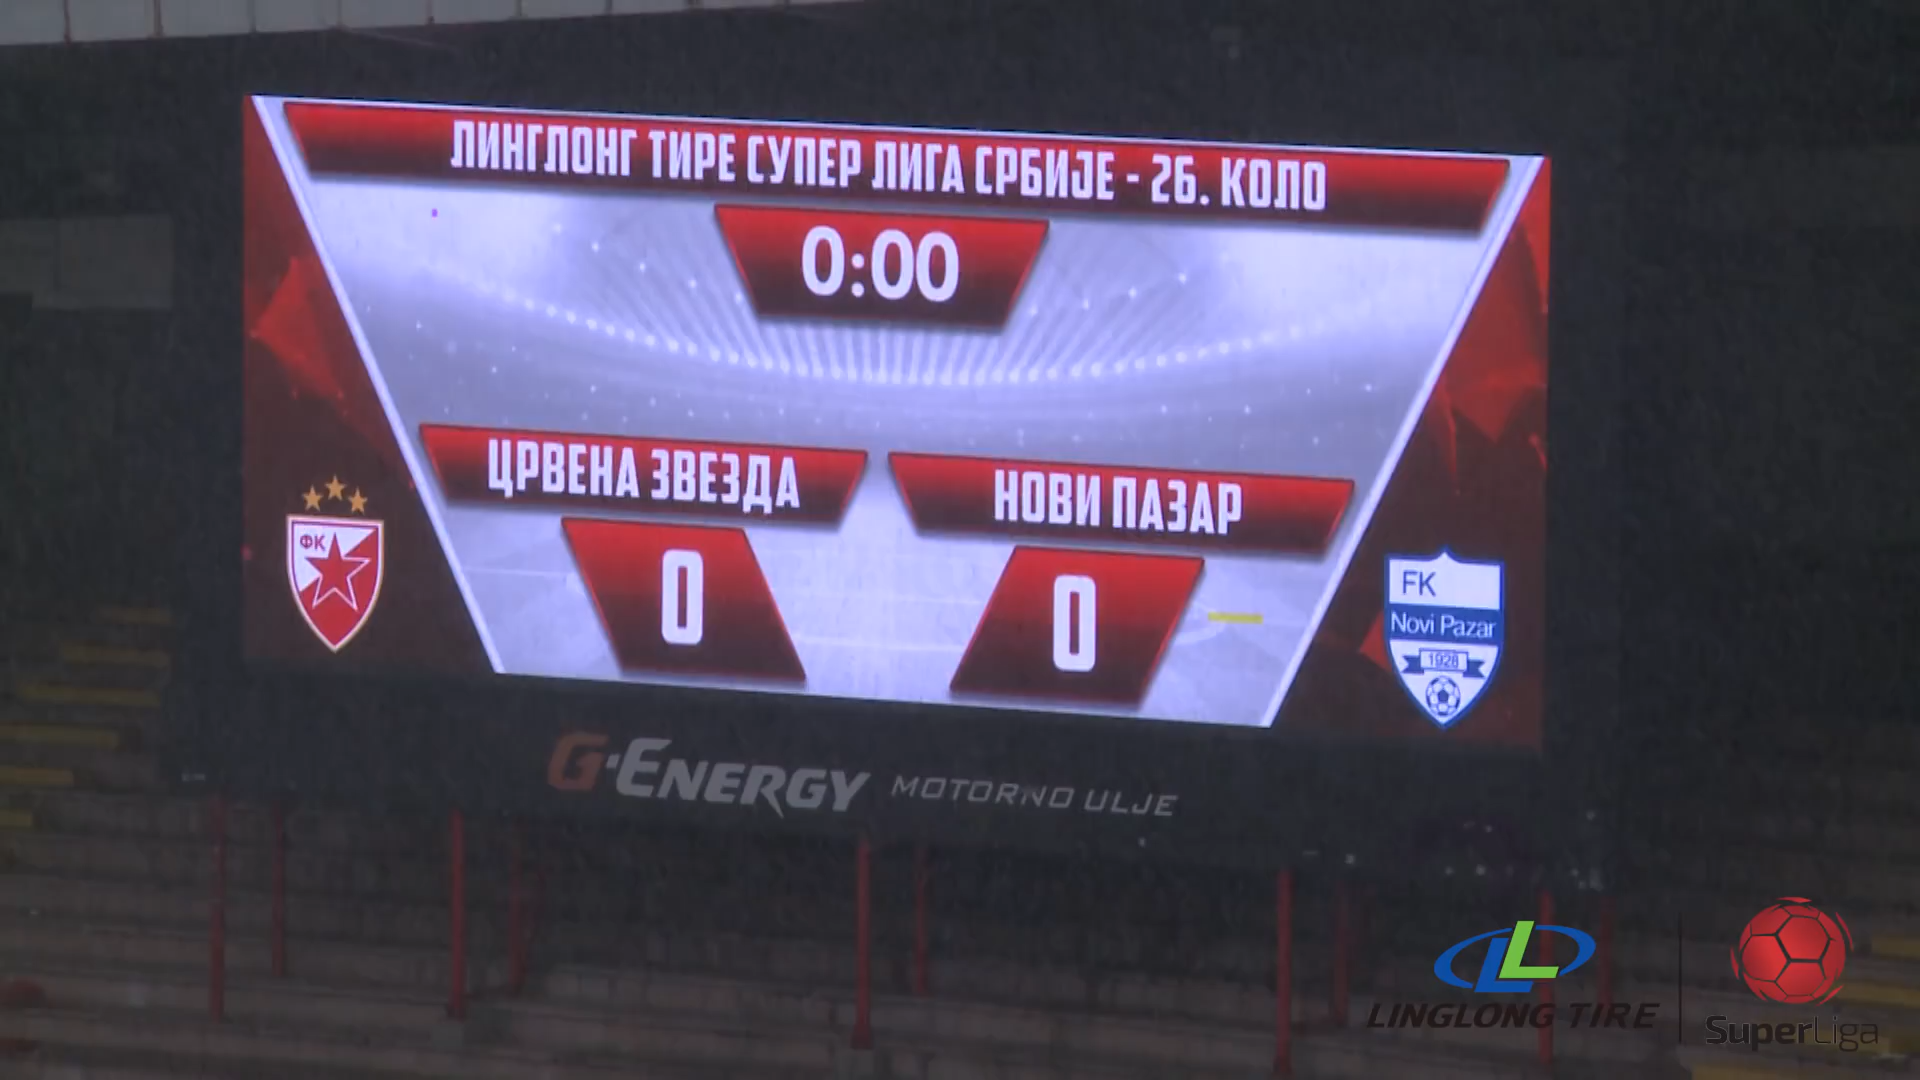 ЛИНГЛОНГ ТИРЕ СУПЕР ЛИГА СРБИЈЕ - 26. КОЛО
0:00
ЦРВЕНА ЗВЕЗДА
НОВИ ПАЗАР
0
0
ФК
FK
Novi Pazar
1928
G-ENERGY MOTORNO ULJE
LINGLONG TIRE
SuperLiga